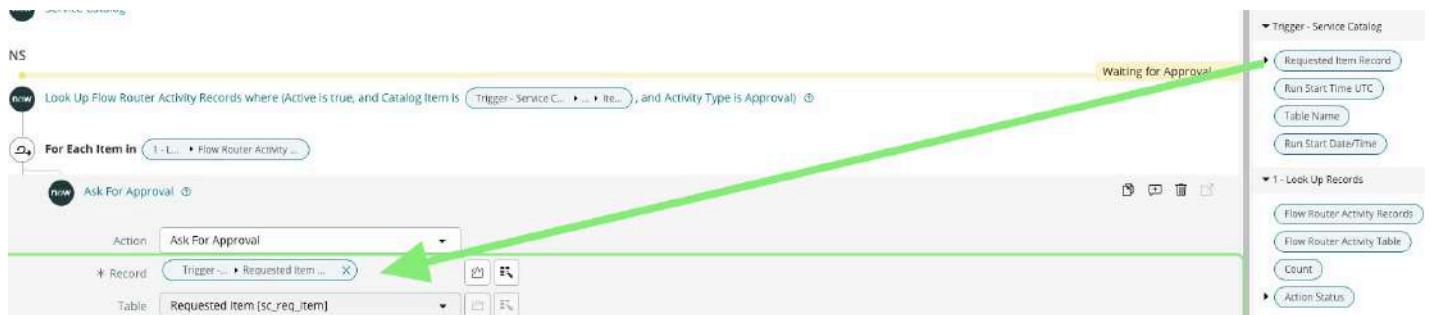 Service Catalog
NS
Waiting for Approval
now Look Up Flow Router Activity Records where (Active is true, and Catalog Item is Trigger - Service C... ▸ ... ▸ Ite... , and Activity Type is Approval)
For Each Item in 1 - L... ▸ Flow Router Activity ...
now Ask For Approval
Action Ask For Approval
* Record Trigger -... ▸ Requested Item ... X
Table Requested Item [sc_req_item]
Trigger - Service Catalog
Requested Item Record
Run Start Time UTC
Table Name
Run Start Date/Time
1 - Look Up Records
Flow Router Activity Records
Flow Router Activity Table
Count
Action Status